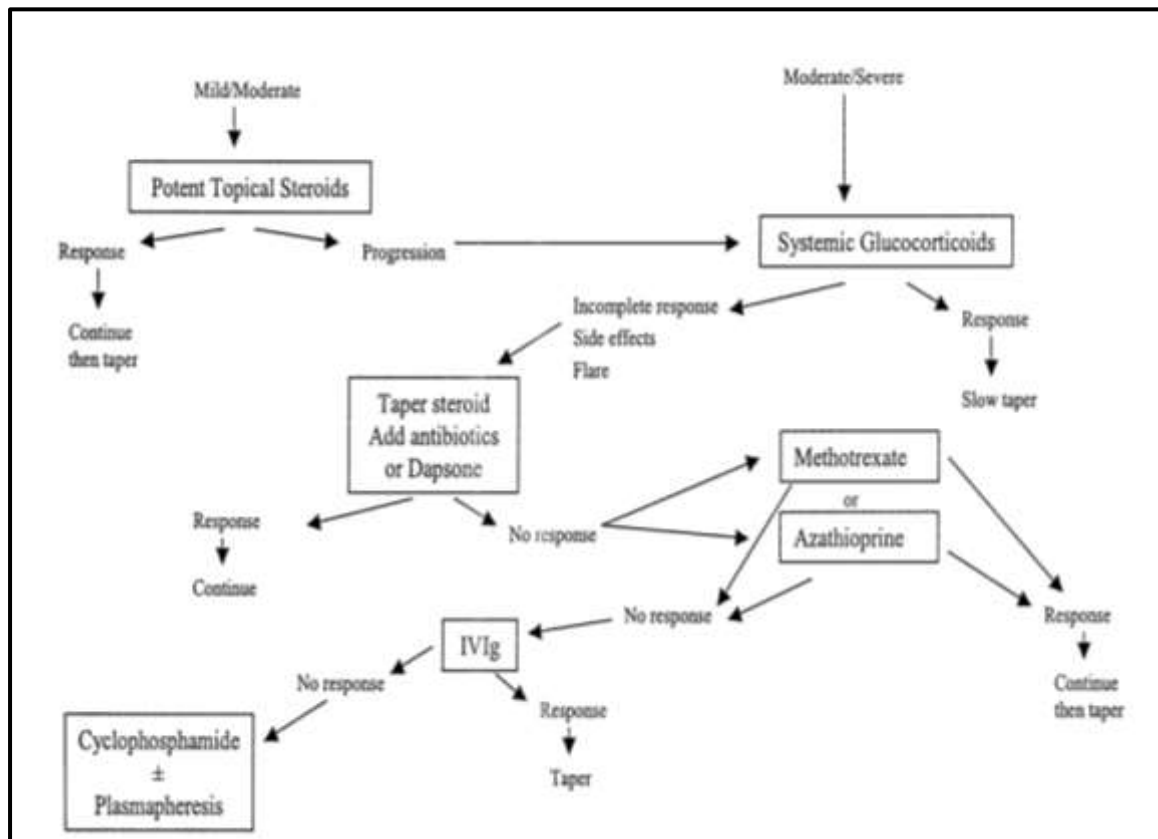 Mild/Moderate
Moderate/Severe
Potent Topical Steroids
Systemic Glucocorticoids
Response
Progression
Continue
then taper
Incomplete response
Side effects
Flare
Response
Slow taper
Taper steroid
Add antibiotics
or Dapsone
Methotrexate
or
Azathioprine
Response
Continue
No response
No response
Response
Continue
then taper
IVIg
No response
Response
Taper
Cyclophosphamide
±
Plasmapheresis